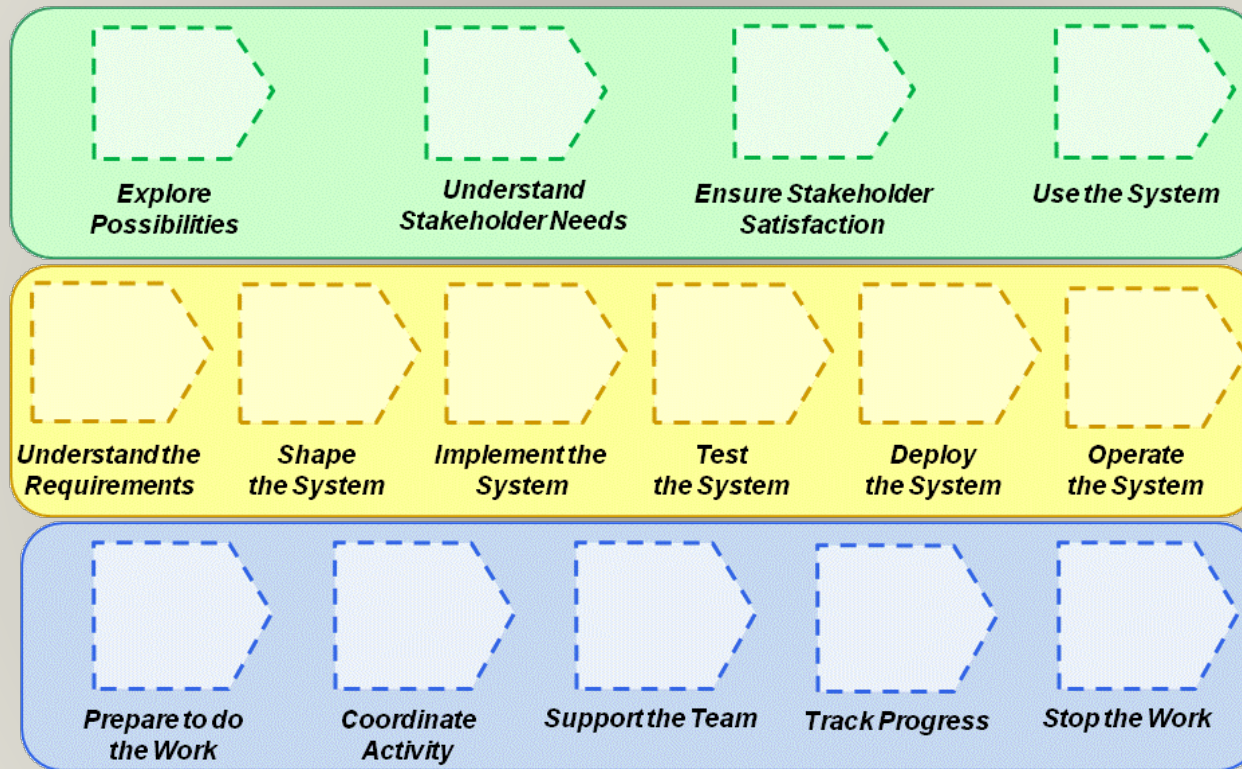 Explore
Possibilities
Understand
Stakeholder Needs
Ensure Stakeholder
Satisfaction
Use the System
Understand the
Requirements
Shape
the System
Implement the
System
Test
the System
Deploy
the System
Operate
the System
Prepare to do
the Work
Coordinate
Activity
Support the Team
Track Progress
Stop the Work